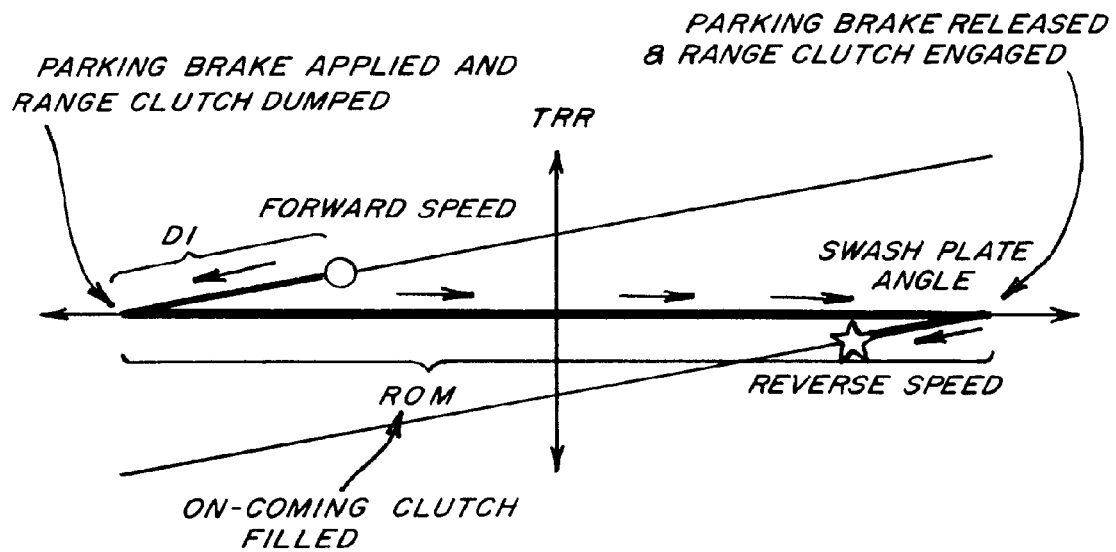 PARKING BRAKE RELEASED
& RANGE CLUTCH ENGAGED
PARKING BRAKE APPLIED AND
RANGE CLUTCH DUMPED
TRR
FORWARD SPEED
DI
SWASH PLATE
ANGLE
REVERSE SPEED
ROM
ON-COMING CLUTCH
FILLED